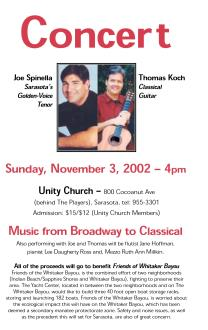 Concert
Joe Spinella
Sarasota's
Golden-Voice
Tenor
Thomas Koch
Classical
Guitar
Sunday, November 3, 2002 – 4pm
Unity Church – 800 Cocoanut Ave
(behind The Players), Sarasota, tel: 955-3301
Admission: $15/$12 (Unity Church Members)
Music from Broadway to Classical
Also performing with Joe and Thomas will be flutist Jane Hoffman,
pianist Lee Dougherty Ross and, Mezzo Ruth Ann Milliken.
All of the proceeds will go to benefit Friends of Whitaker Bayou
Friends of the Whitaker Bayou, is the combined effort of two neighborhoods
(Indian Beach/Sapphire Shores and Whitaker Bayou), fighting to preserve their
area. The Yacht Center, located in between the two neighborhoods and on The
Whitaker Bayou, would like to build three 40 foot open boat storage racks,
storing and launching 182 boats. Friends of the Whitaker Bayou, is worried about
the ecological impact this will have on the Whitaker Bayou, which has been
deemed a secondary manatee protectorate zone. Safety and noise issues, as well
as the precedent this will set for Sarasota, are also of great concern.